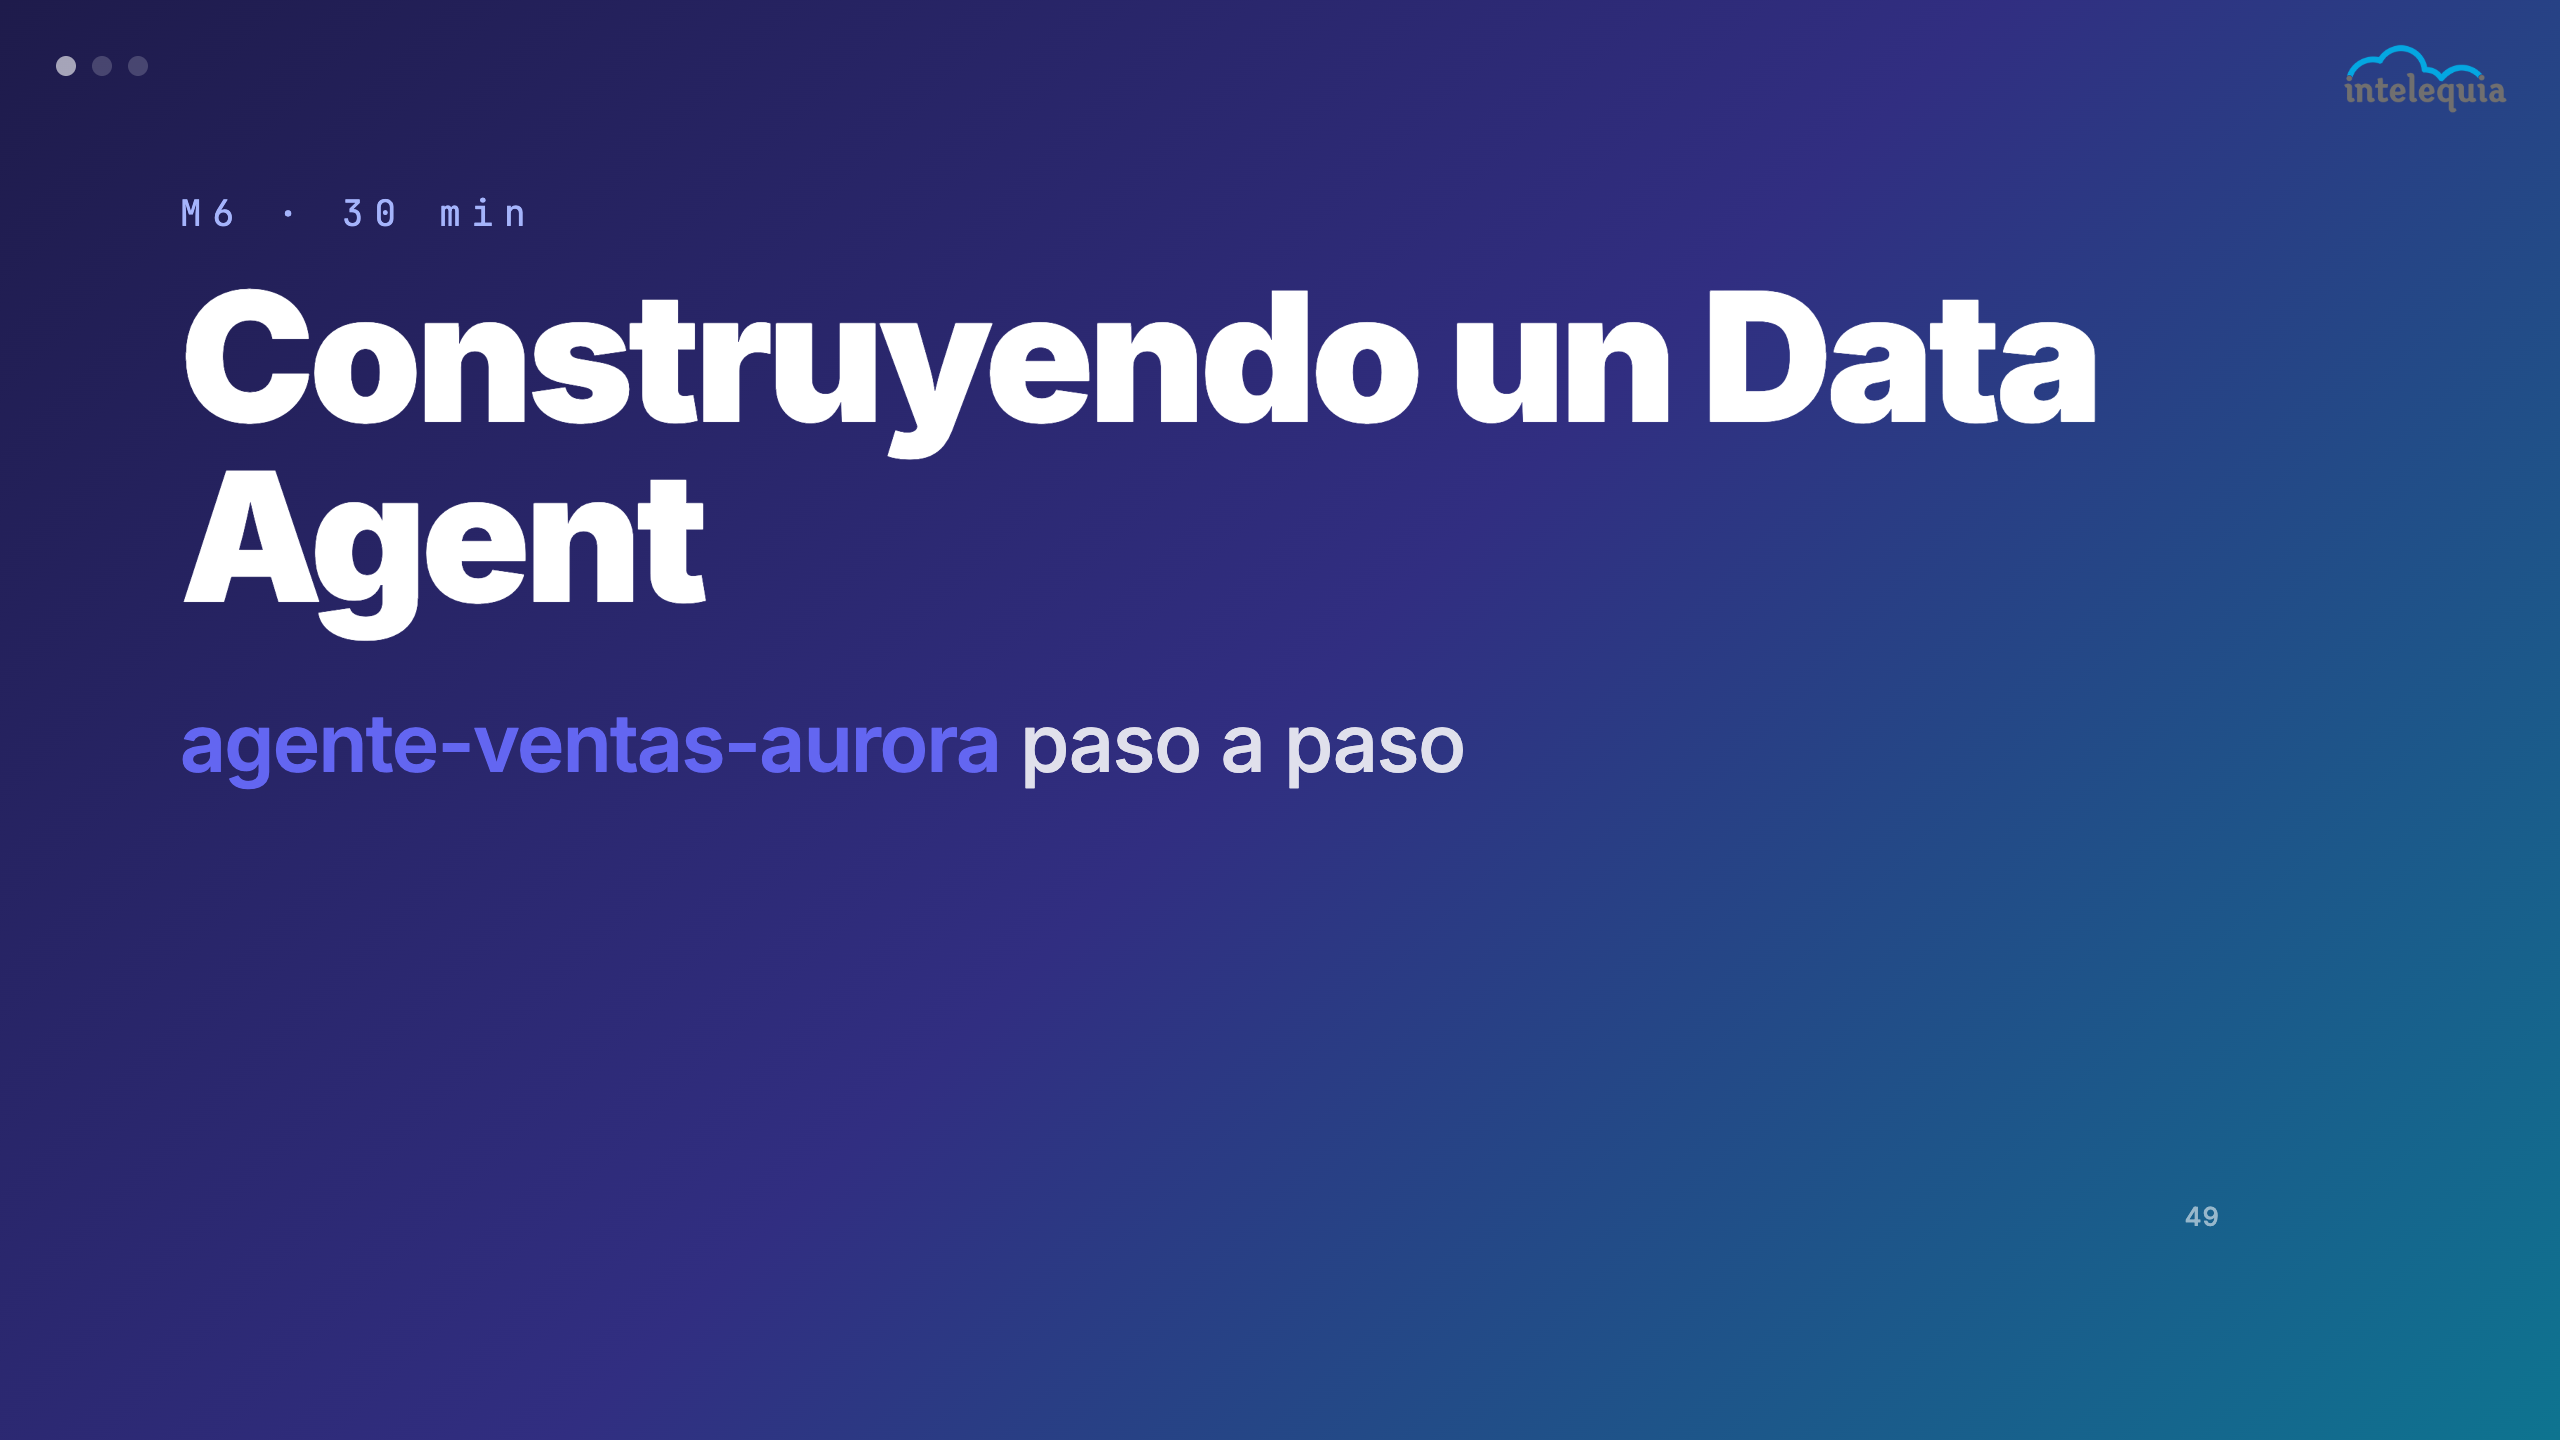 intelequia
M6 · 30 min
Construyendo un Data
Agent
agente-ventas-aurora paso a paso
49